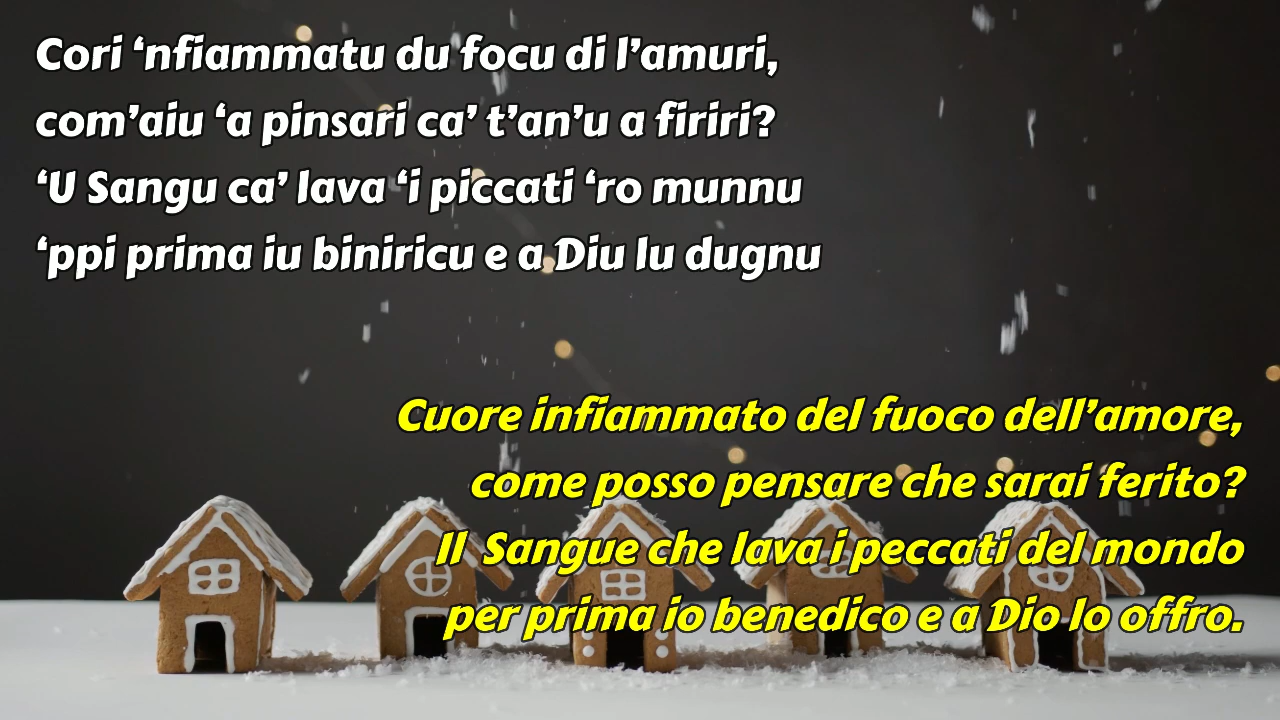 Cori ‘nfiammatu du focu di l’amuri,
com’aiu ‘a pinsari ca’ t’an’u a firiri?
‘U Sangu ca’ lava ‘i piccati ‘ro munnu
‘ppi prima iu biniricu e a Diu lu dugnu
Cuore infiammato del fuoco dell’amore,
come posso pensare che sarai ferito?
Il Sangue che lava i peccati del mondo
per prima io benedico e a Dio lo offro.